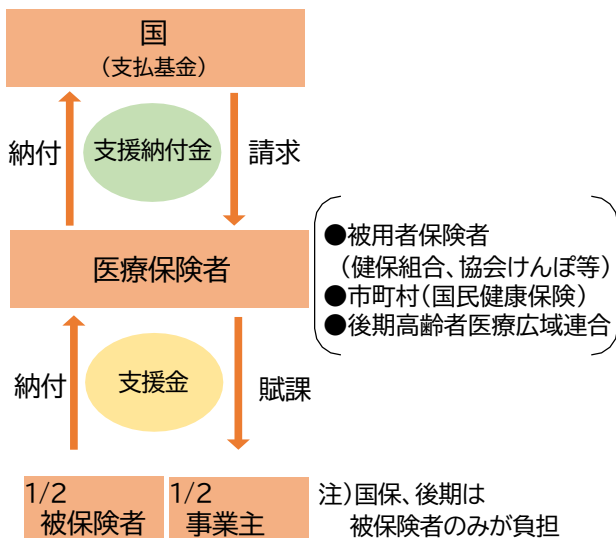 国
(支払基金)
納付
支援納付金
請求
医療保険者
●被用者保険者
(健保組合、協会けんぽ等)
●市町村(国民健康保険)
●後期高齢者医療広域連合
納付
支援金
賦課
1/2
被保険者
1/2
事業主
注)国保、後期は
被保険者のみが負担